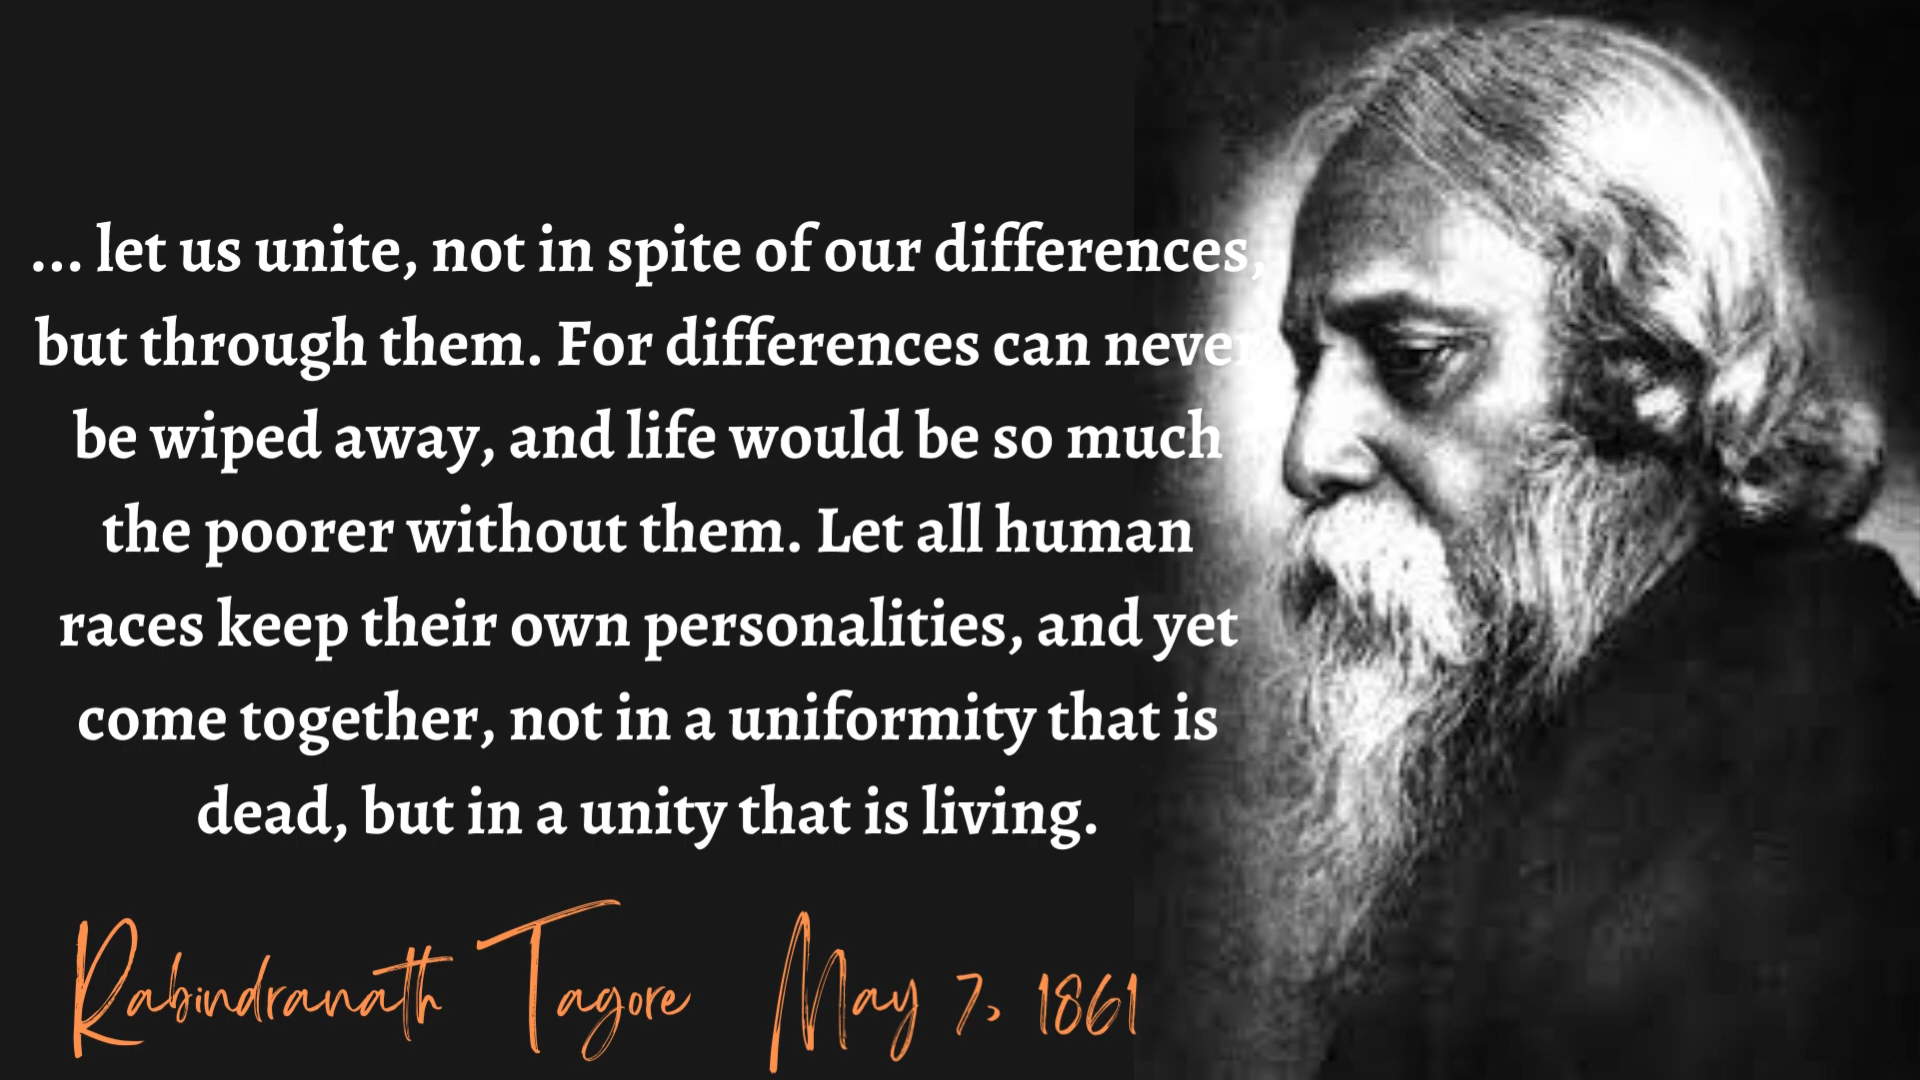 ... let us unite, not in spite of our differences,
but through them. For differences can never
be wiped away, and life would be so much
the poorer without them. Let all human
races keep their own personalities, and yet
come together, not in a uniformity that is
dead, but in a unity that is living.
Rabindranath Tagore May 7, 1861